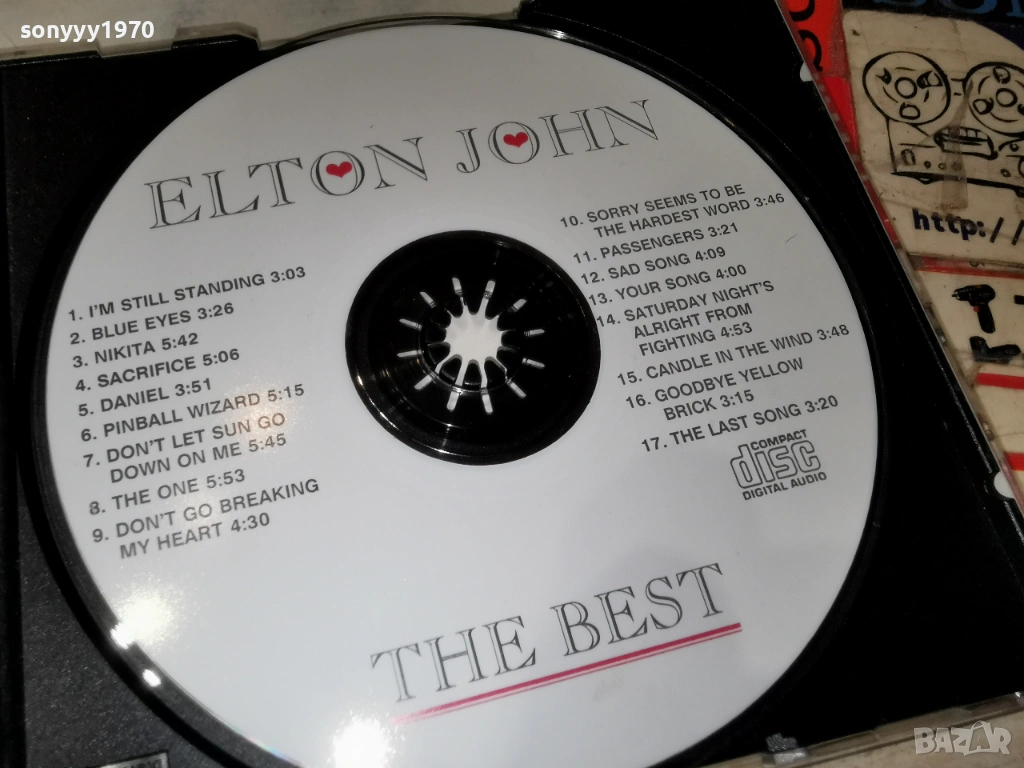 sonyyy1970
ELTON JOHN
1. I'M STILL STANDING 3:03
2. BLUE EYES 3:26
3. NIKITA 5:42
4. SACRIFICE 5:06
5. DANIEL 3:51
6. PINBALL WIZARD 5:15
7. DON'T LET SUN GO
DOWN ON ME 5:45
8. THE ONE 5:53
9. DON'T GO BREAKING
MY HEART 4:30
10. SORRY SEEMS TO BE
THE HARDEST WORD 3:46
11. PASSENGERS 3:21
12. SAD SONG 4:09
13. YOUR SONG 4:00
14. SATURDAY NIGHT'S
ALRIGHT FROM
FIGHTING 4:53
15. CANDLE IN THE WIND 3:48
16. GOODBYE YELLOW
BRICK 3:15
17. THE LAST SONG 3:20
COMPACT
disc
DIGITAL AUDIO
THE BEST
http://
BAZAR